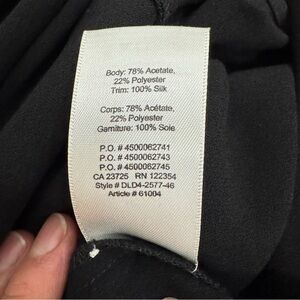 Body: 78% Acetate,
22% Polyester
Trim: 100% Silk
Corps: 78% Acétate,
22% Polyester
Garniture: 100% Soie
P.O. # 4500062741
P.O. # 4500062743
P.O. # 4500062745
CA 23725 RN 122354
Style # DLD4-2577-46
Article # 61004